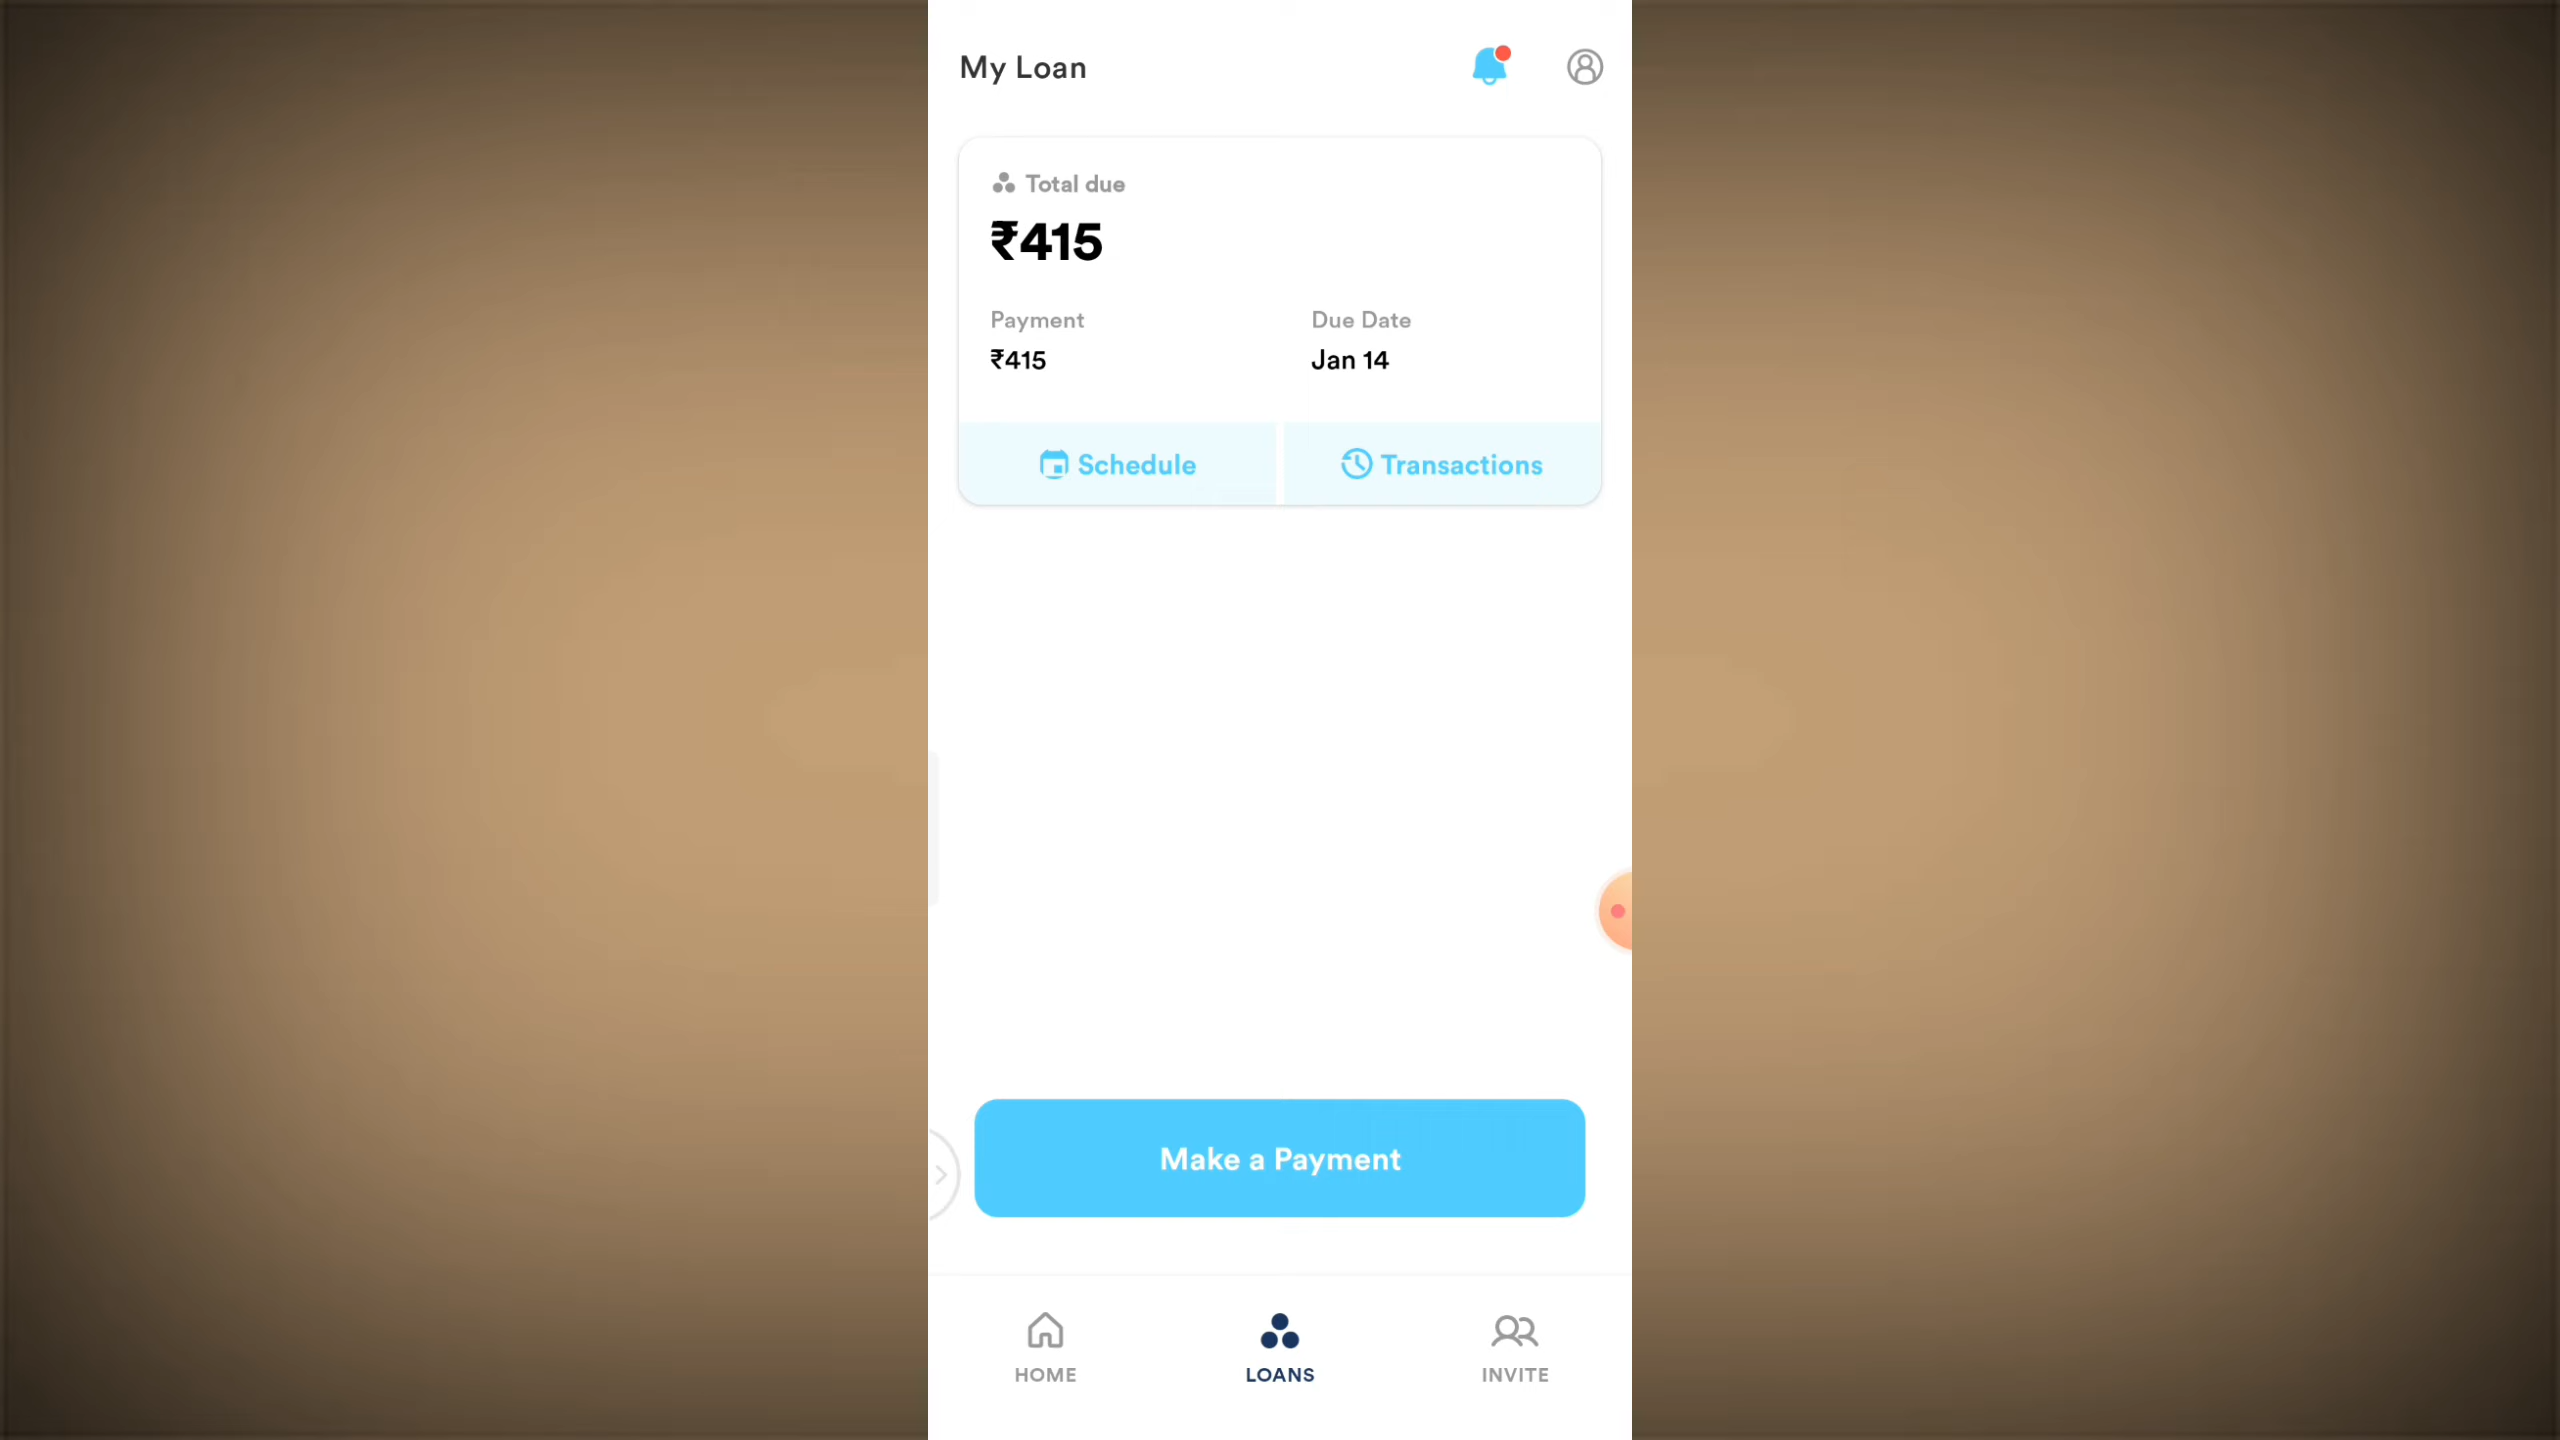 My Loan
Total due
₹415
Payment
Due Date
₹415
Jan 14
Schedule
Transactions
Make a Payment
HOME
LOANS
INVITE